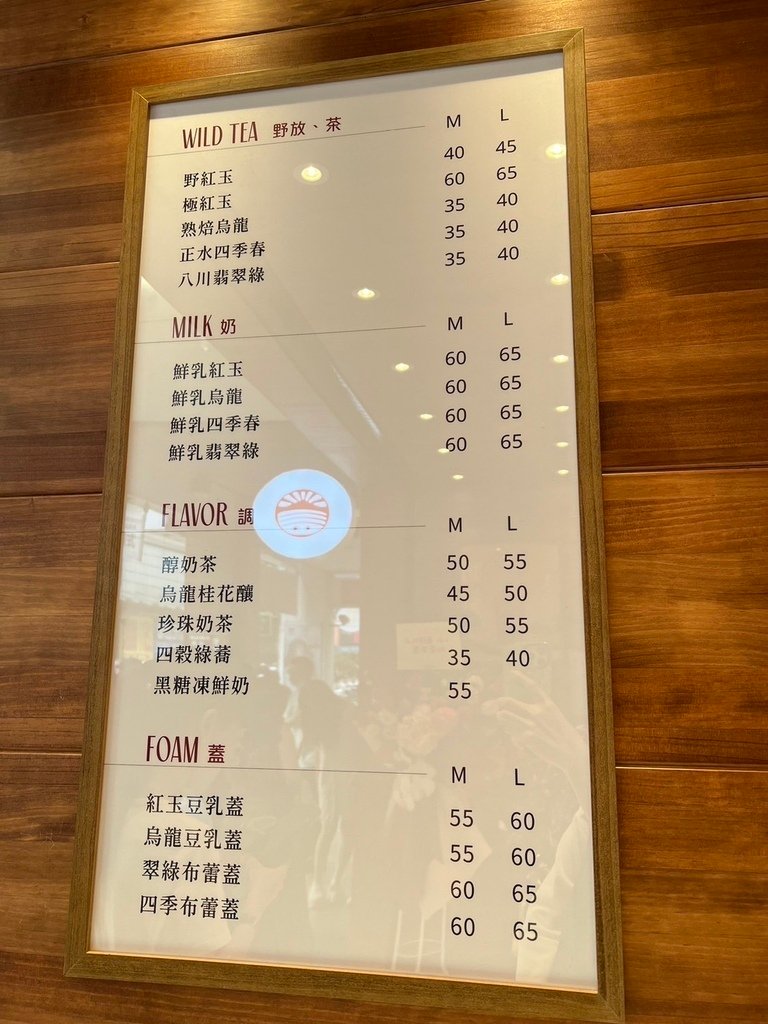 WILD TEA 野放、茶 M L
野紅玉 40 45
極紅玉 60 65
熟焙烏龍 35 40
正水四季春 35 40
八川翡翠綠 35 40
MILK 奶 M L
鮮乳紅玉 60 65
鮮乳烏龍 60 65
鮮乳四季春 60 65
鮮乳翡翠綠 60 65
FLAVOR 調 M L
醇奶茶 50 55
烏龍桂花釀 45 50
珍珠奶茶 50 55
四穀綠蕎 35 40
黑糖凍鮮奶 55
FOAM 蓋 M L
紅玉豆乳蓋 55 60
烏龍豆乳蓋 55 60
翠綠布蕾蓋 60 65
四季布蕾蓋 60 65